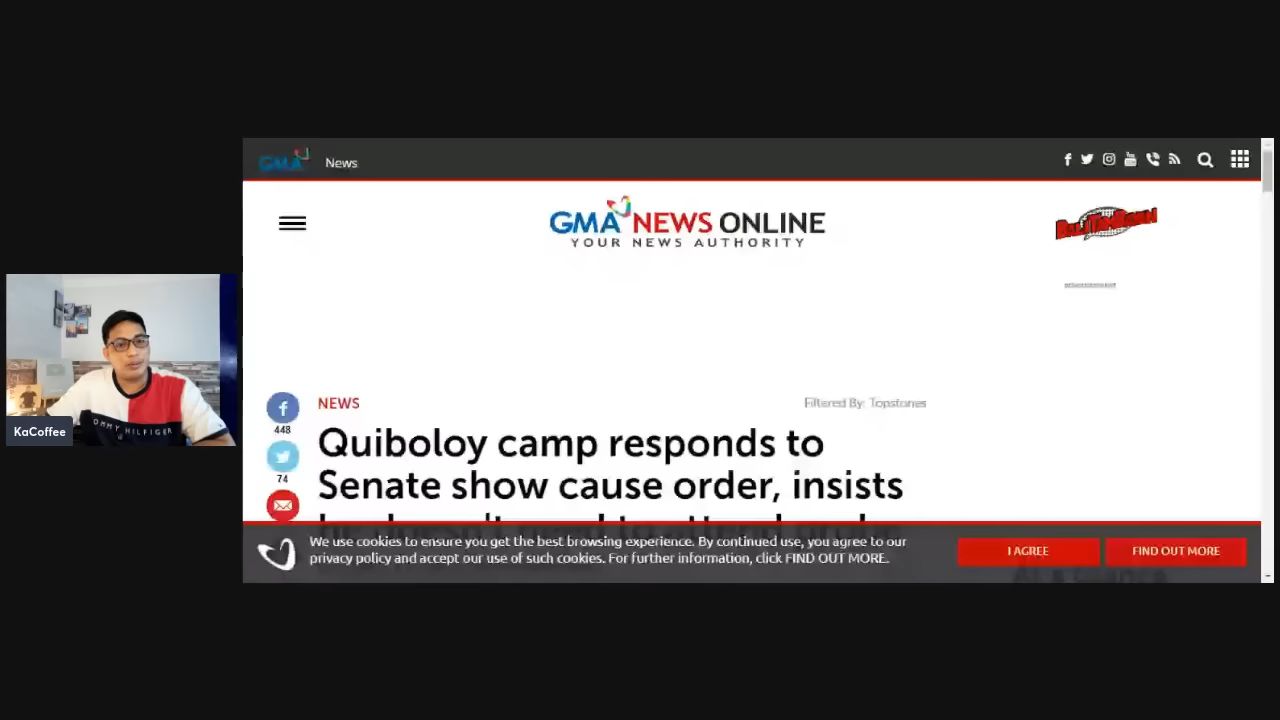 GMA News
GMA NEWS ONLINE
YOUR NEWS AUTHORITY
NEWS
Filtered By: Topstories
448
74
Quiboloy camp responds to
Senate show cause order, insists
We use cookies to ensure you get the best browsing experience. By continued use, you agree to our
privacy policy and accept our use of such cookies. For further information, click FIND OUT MORE.
I AGREE
FIND OUT MORE
KaCoffee
OMMY HILFIGER